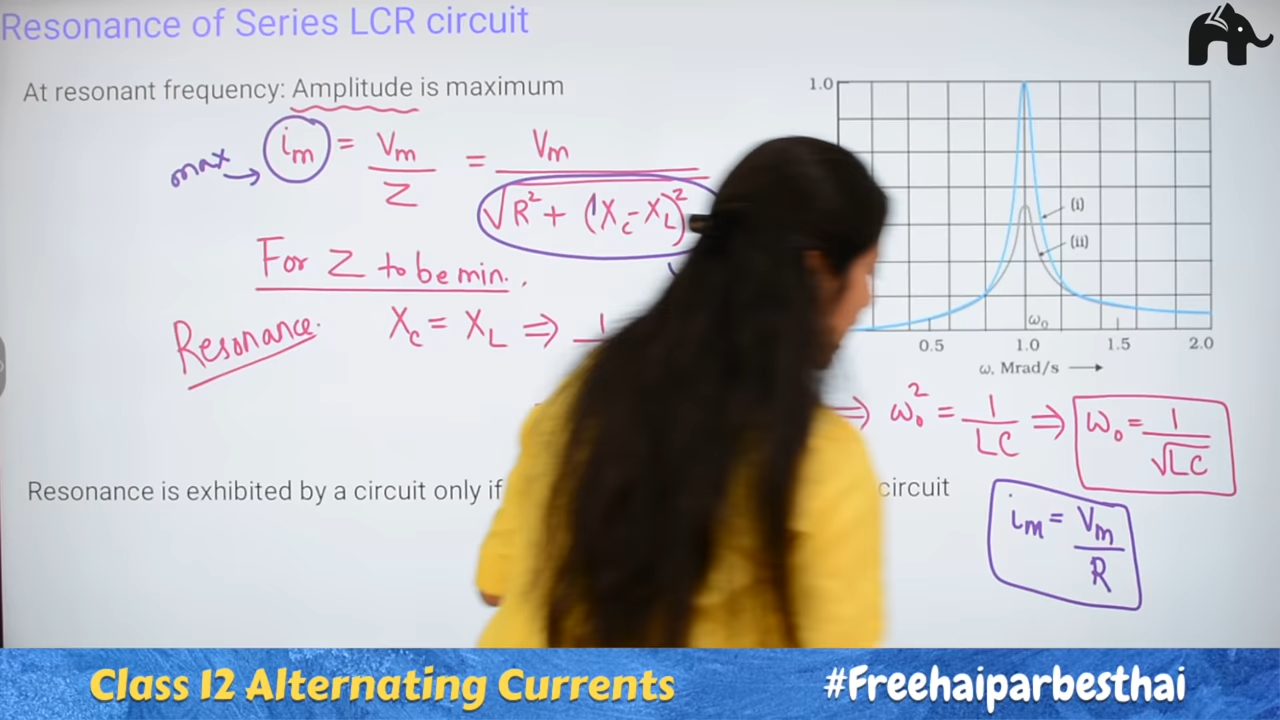 Resonance of Series LCR circuit
At resonant frequency: Amplitude is maximum
max → i_m = V_m / Z = V_m / √R² + (X_c - X_L)²
For Z to be min.,
Resonance. X_c = X_L ⇒ 1
⇒ ω₀² = 1 / LC ⇒ ω₀ = 1 / √LC
Resonance is exhibited by a circuit only if circuit
i_m = V_m / R
1.0
(i)
(ii)
ω₀
0.5 1.0 1.5 2.0
ω, Mrad/s
Class 12 Alternating Currents
#Freehaiparbesthai